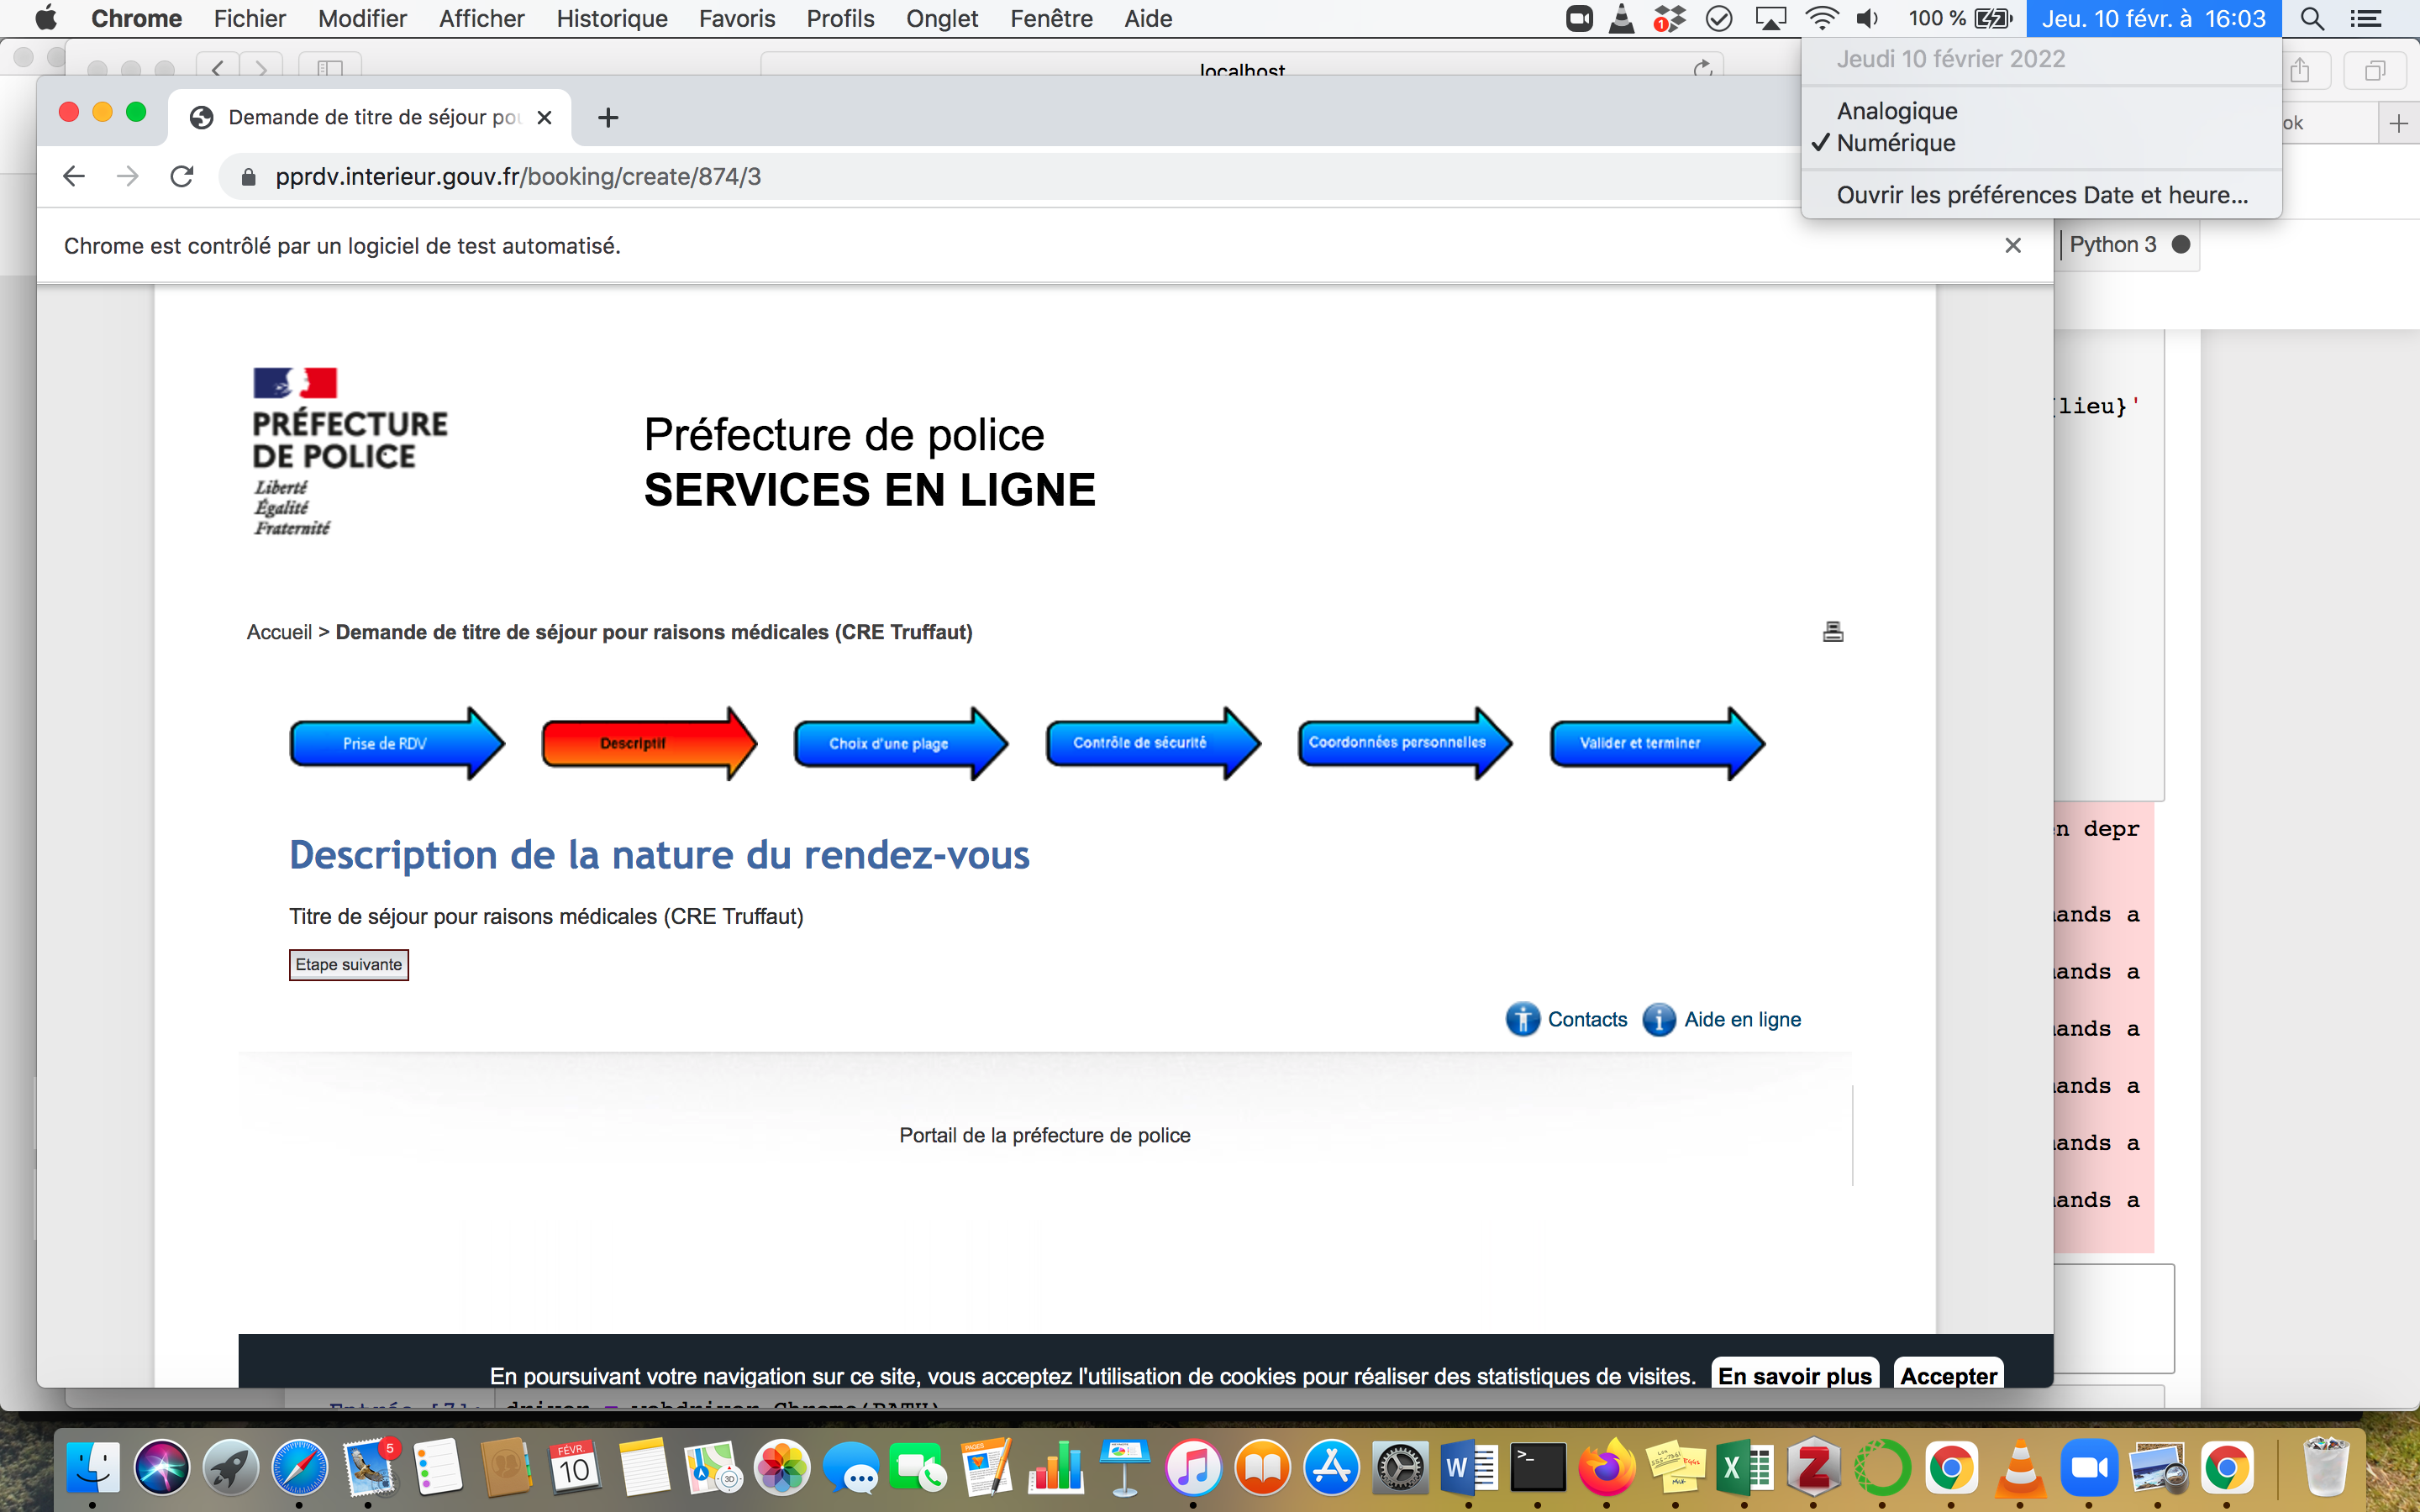 Chrome Fichier Modifier Afficher Historique Favoris Profils Onglet Fenêtre Aide 1 100 % Jeu. 10 févr. à 16:03
Jeudi 10 février 2022
Analogique
✓ Numérique
Ouvrir les préférences Date et heure...
localhost
ok
Demande de titre de séjour
pprdv.interieur.gouv.fr/booking/create/874/3
Chrome est contrôlé par un logiciel de test automatisé.
Python 3
PRÉFECTURE
DE POLICE
Liberté
Égalité
Fraternité
Préfecture de police
SERVICES EN LIGNE
lieu}'
Accueil > Demande de titre de séjour pour raisons médicales (CRE Truffaut)
Prise de RDV
Descriptif
Choix d'une plage
Contrôle de sécurité
Coordonnées personnelles
Valider et terminer
n depr
Description de la nature du rendez-vous
Titre de séjour pour raisons médicales (CRE Truffaut)
ands a
Etape suivante
ands a
Contacts
Aide en ligne
ands a
ands a
Portail de la préfecture de police
ands a
ands a
En poursuivant votre navigation sur ce site, vous acceptez l'utilisation de cookies pour réaliser des statistiques de visites. En savoir plus Accepter
5
FÉVR.
10
3D
PAGES
W
>_
X
Z